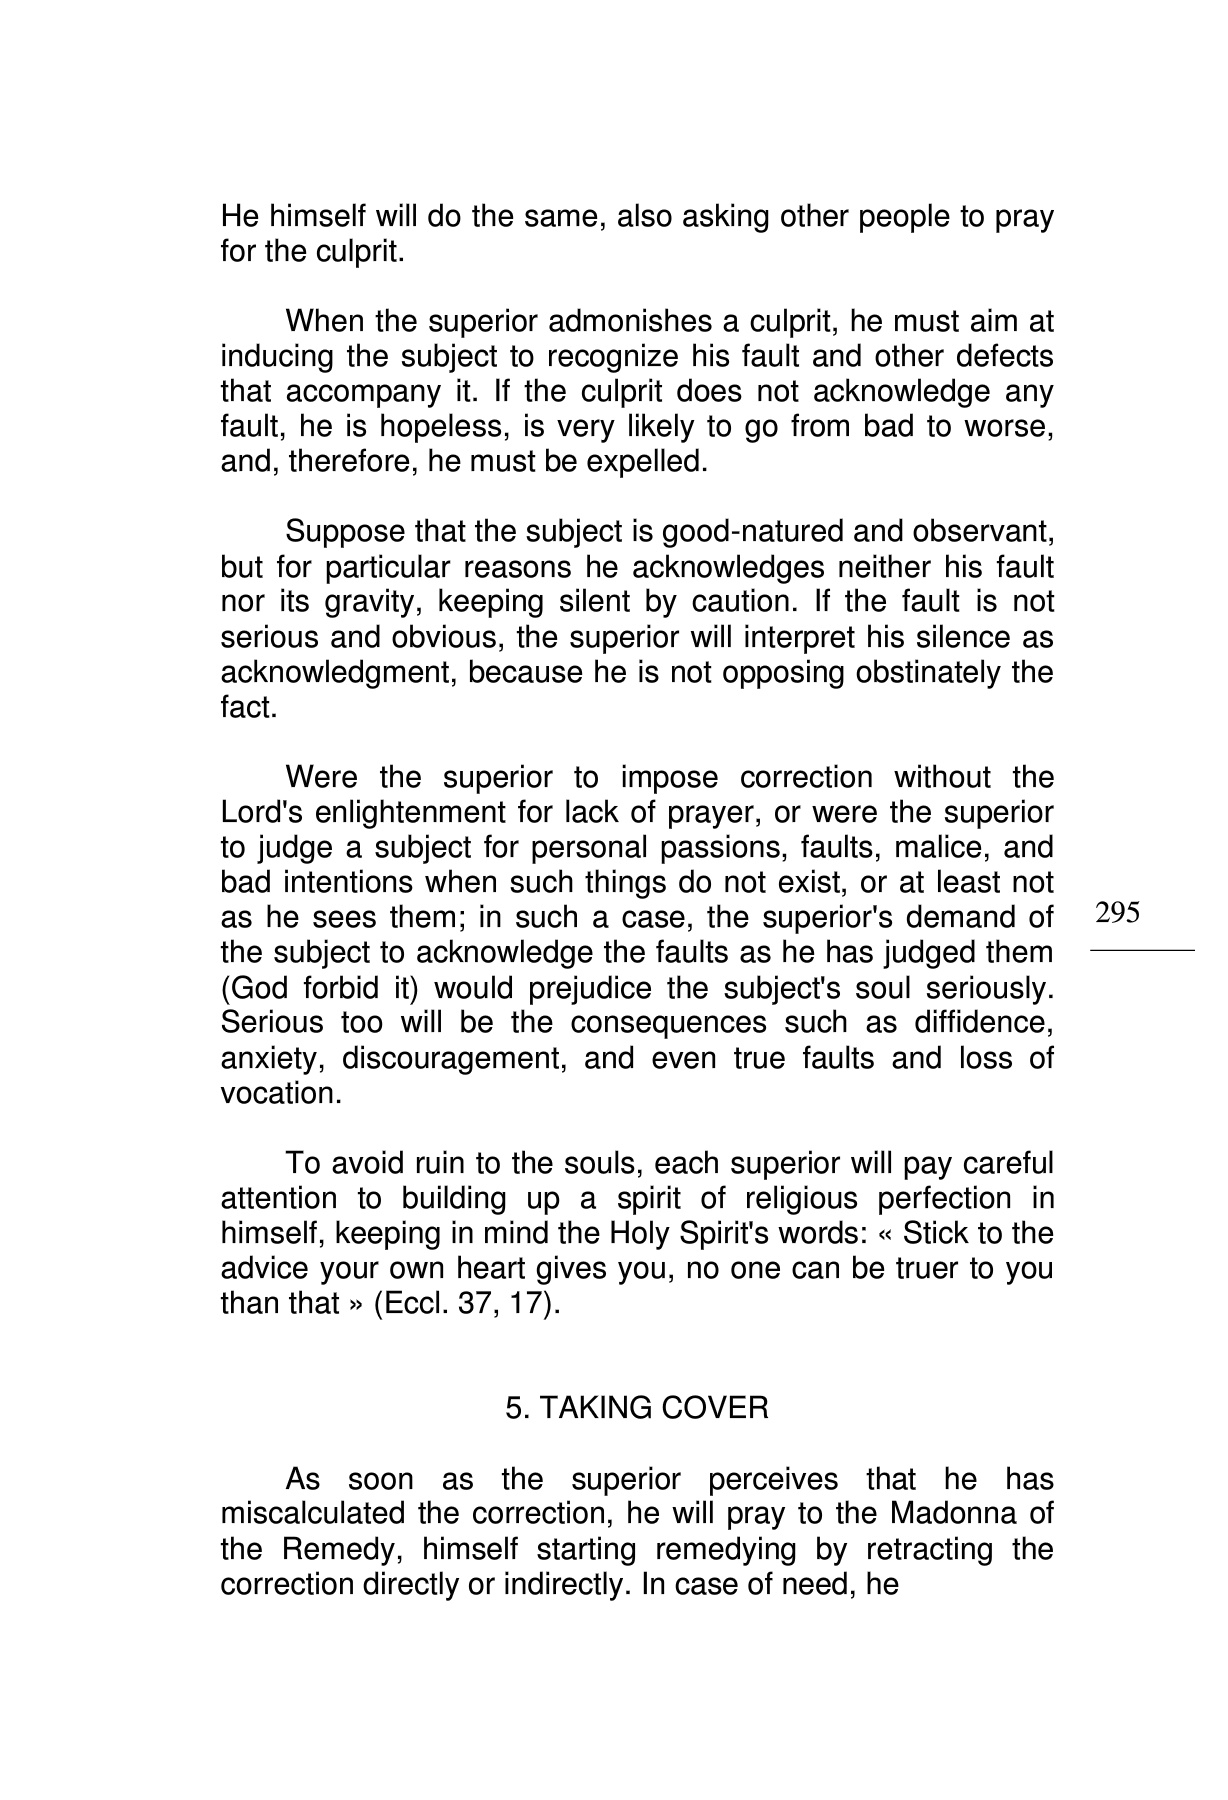 He himself will do the same, also asking other people to pray
for the culprit.
When the superior admonishes a culprit, he must aim at
inducing the subject to recognize his fault and other defects
that accompany it. If the culprit does not acknowledge any
fault, he is hopeless, is very likely to go from bad to worse,
and, therefore, he must be expelled.
Suppose that the subject is good-natured and observant,
but for particular reasons he acknowledges neither his fault
nor its gravity, keeping silent by caution. If the fault is not
serious and obvious, the superior will interpret his silence as
acknowledgment, because he is not opposing obstinately the
fact.
Were the superior to impose correction without the
Lord's enlightenment for lack of prayer, or were the superior
to judge a subject for personal passions, faults, malice, and
bad intentions when such things do not exist, or at least not
as he sees them; in such a case, the superior's demand of
the subject to acknowledge the faults as he has judged them
(God forbid it) would prejudice the subject's soul seriously.
Serious too will be the consequences such as diffidence,
anxiety, discouragement, and even true faults and loss of
vocation.
To avoid ruin to the souls, each superior will pay careful
attention to building up a spirit of religious perfection in
himself, keeping in mind the Holy Spirit's words: « Stick to the
advice your own heart gives you, no one can be truer to you
than that » (Eccl. 37, 17).
5. TAKING COVER
As soon as the superior perceives that he has
miscalculated the correction, he will pray to the Madonna of
the Remedy, himself starting remedying by retracting the
correction directly or indirectly. In case of need, he
295